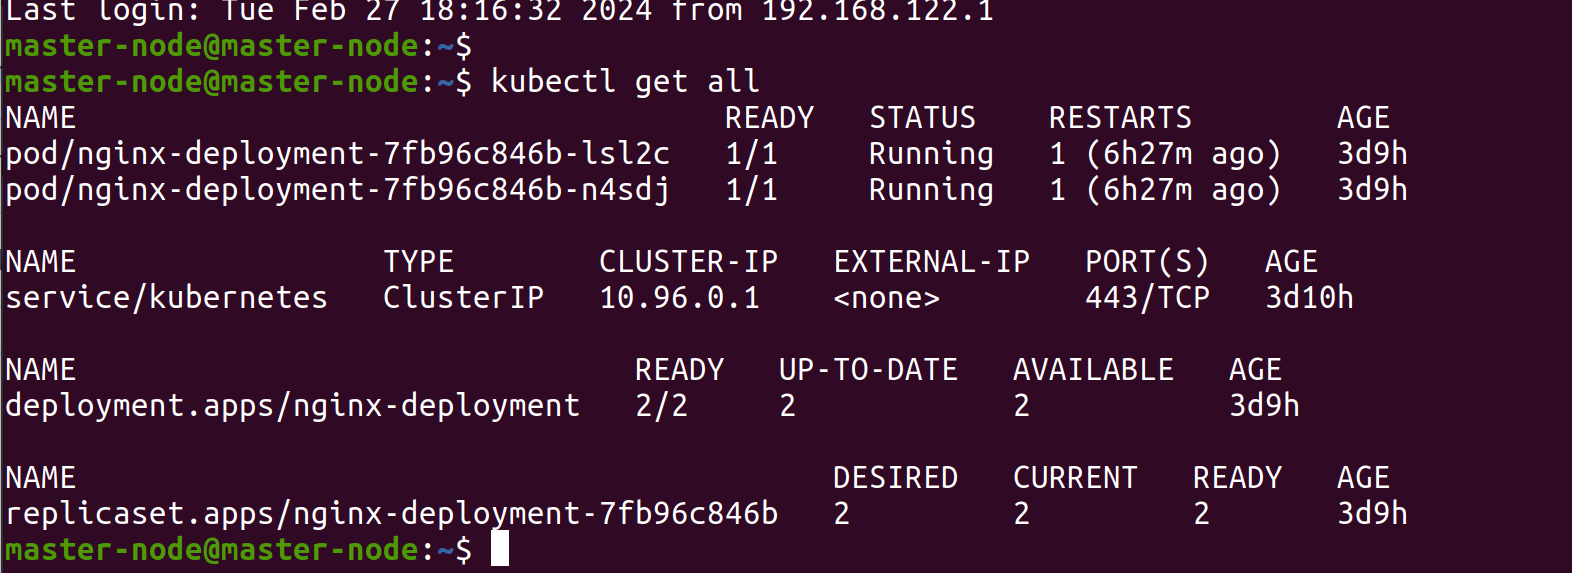 Last login: Tue Feb 27 18:16:32 2024 from 192.168.122.1
master-node@master-node:~$
master-node@master-node:~$ kubectl get all
NAME                                    READY   STATUS    RESTARTS        AGE
pod/nginx-deployment-7fb96c846b-lsl2c   1/1     Running   1 (6h27m ago)   3d9h
pod/nginx-deployment-7fb96c846b-n4sdj   1/1     Running   1 (6h27m ago)   3d9h

NAME                 TYPE        CLUSTER-IP   EXTERNAL-IP   PORT(S)   AGE
service/kubernetes   ClusterIP   10.96.0.1    <none>        443/TCP   3d10h

NAME                               READY   UP-TO-DATE   AVAILABLE   AGE
deployment.apps/nginx-deployment   2/2     2            2           3d9h

NAME                                          DESIRED   CURRENT   READY   AGE
replicaset.apps/nginx-deployment-7fb96c846b   2         2         2       3d9h
master-node@master-node:~$